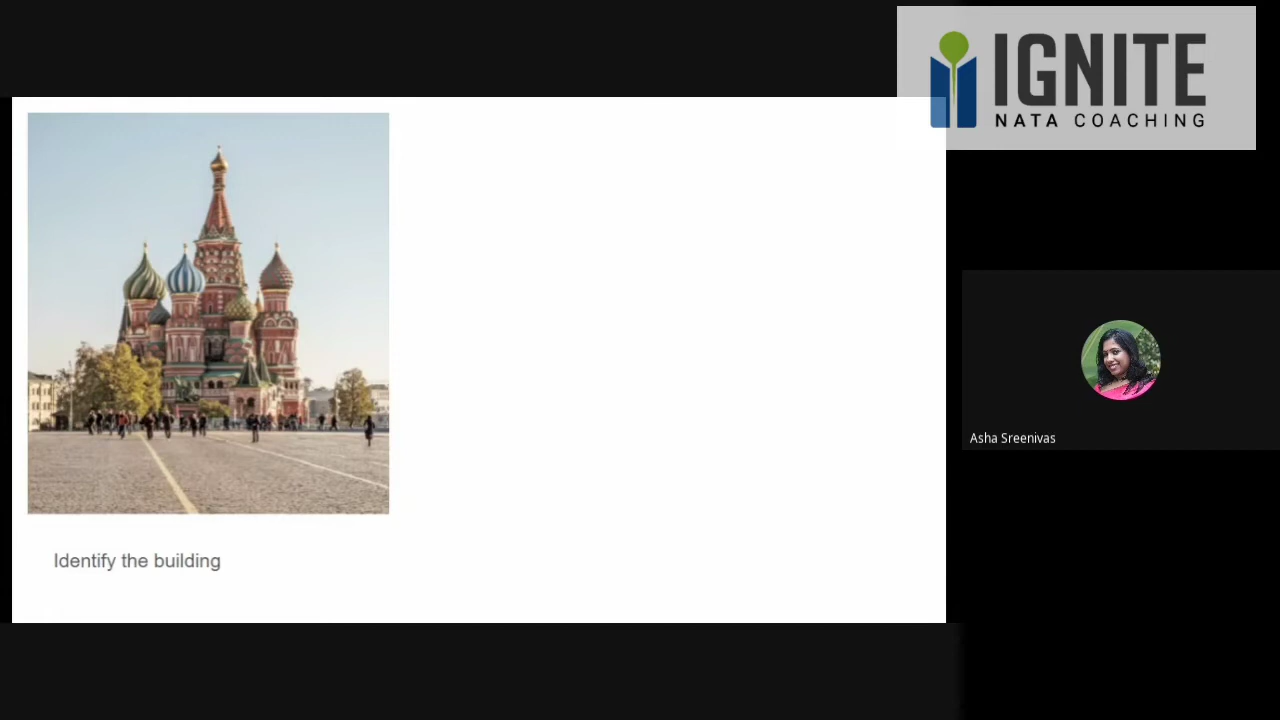 IGNITE
NATA COACHING
Asha Sreenivas
Identify the building